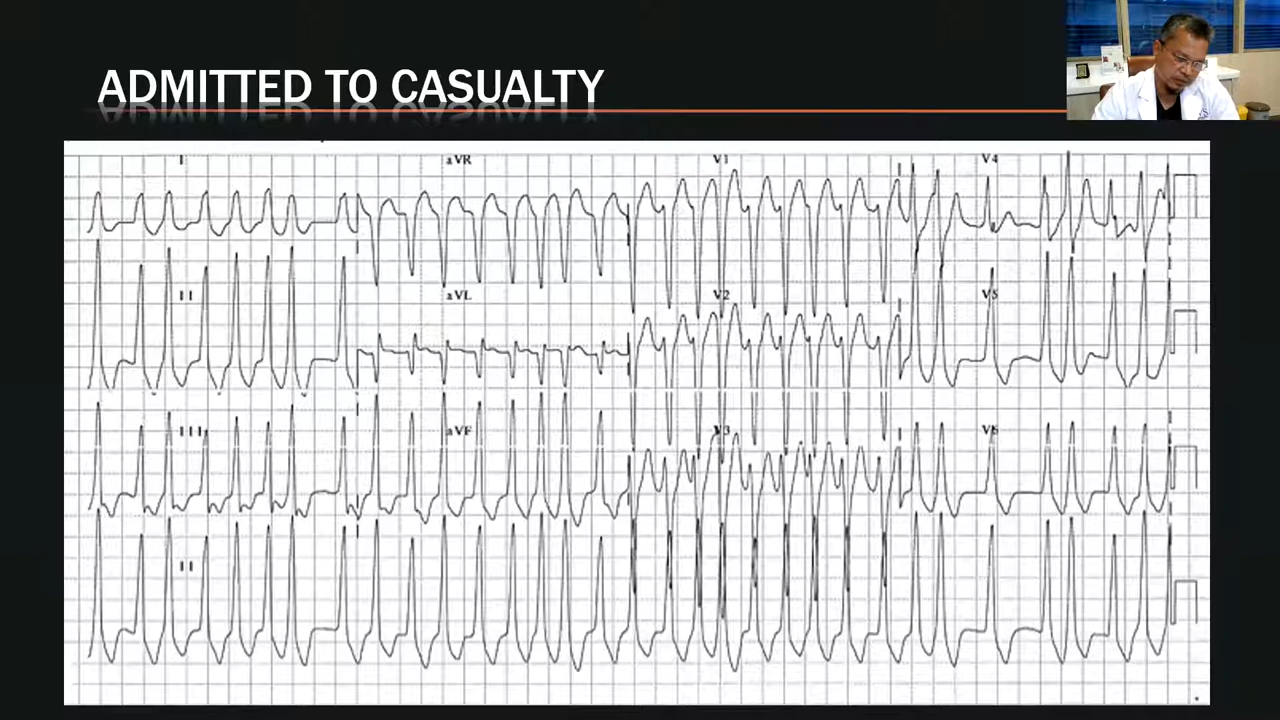 ADMITTED TO CASUALTY
I aVR V1 V4
II aVL V2 V5
III aVF V3 V6
II